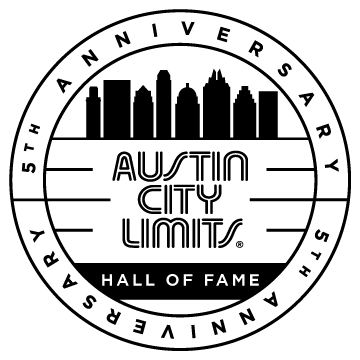 5TH ANNIVERSARY
AUSTIN
CITY
LIMITS®
HALL OF FAME
5TH ANNIVERSARY